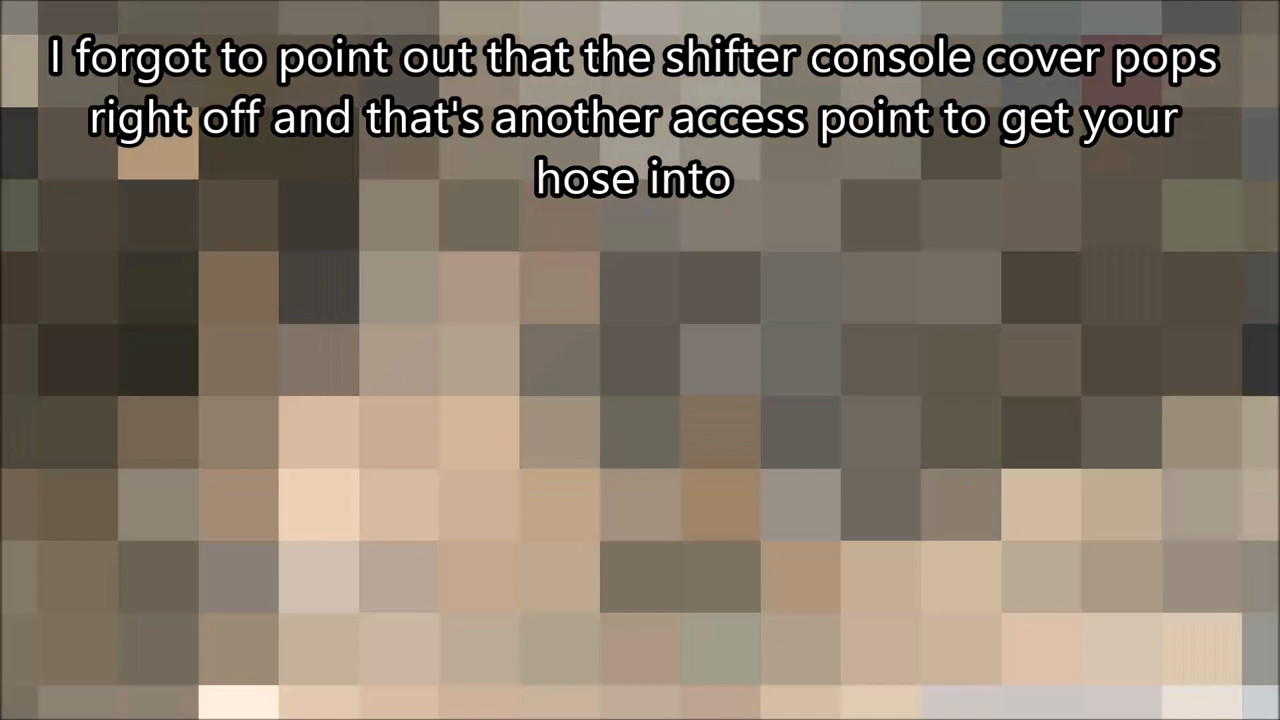 I forgot to point out that the shifter console cover pops
right off and that's another access point to get your
hose into